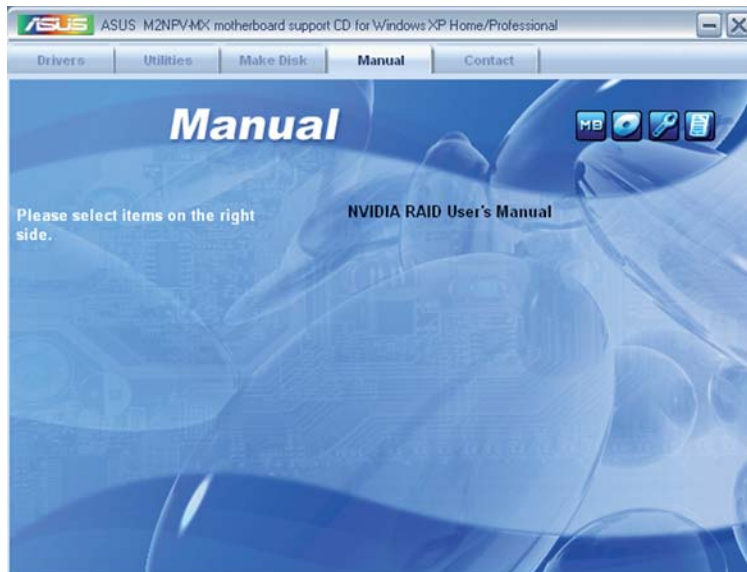 ASUS ASUS M2NPV-MX motherboard support CD for Windows XP Home/Professional
Drivers Utilities Make Disk Manual Contact
Manual
MB
Please select items on the right
side.
NVIDIA RAID User's Manual